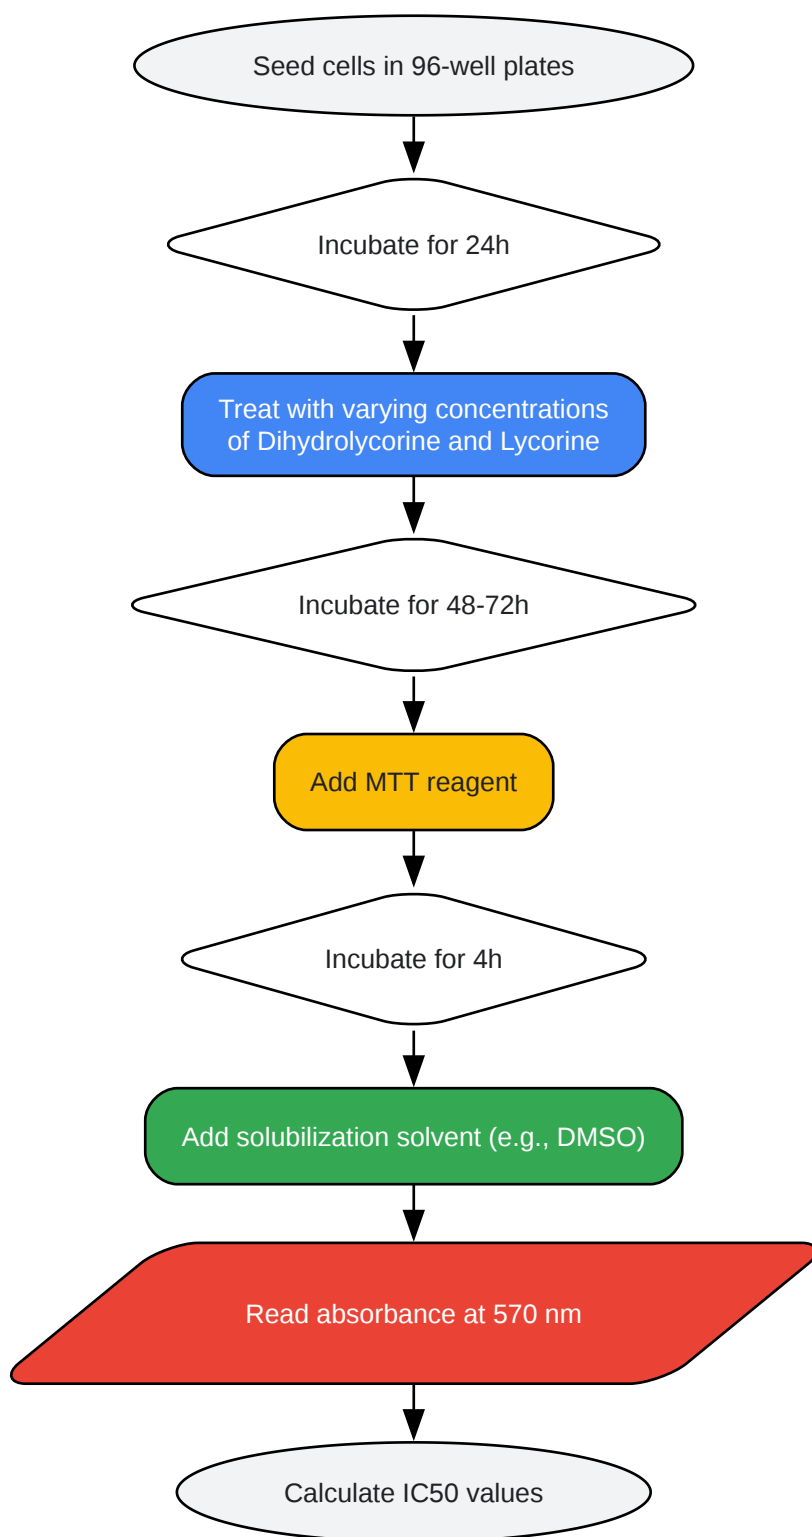 Seed cells in 96-well plates
Incubate for 24h
Treat with varying concentrations
of Dihydrolycorine and Lycorine
Incubate for 48-72h
Add MTT reagent
Incubate for 4h
Add solubilization solvent (e.g., DMSO)
Read absorbance at 570 nm
Calculate IC50 values